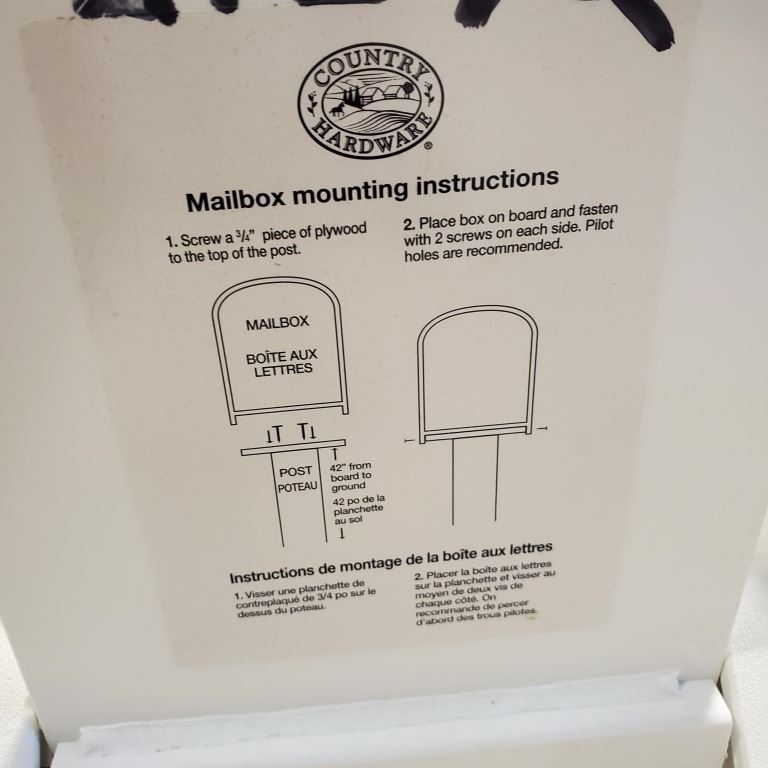 COUNTRY
HARDWARE®
Mailbox mounting instructions
1. Screw a 3/4" piece of plywood
to the top of the post.
2. Place box on board and fasten
with 2 screws on each side. Pilot
holes are recommended.
MAILBOX
BOÎTE AUX
LETTRES
POST
POTEAU
42" from
board to
ground
42 po de la
planchette
au sol
Instructions de montage de la boîte aux lettres
1. Visser une planchette de
contreplaqué de 3/4 po sur le
dessus du poteau.
2. Placer la boîte aux lettres
sur la planchette et visser au
moyen de deux vis de
chaque côté. On
recommande de percer
d'abord des trous pilotes.